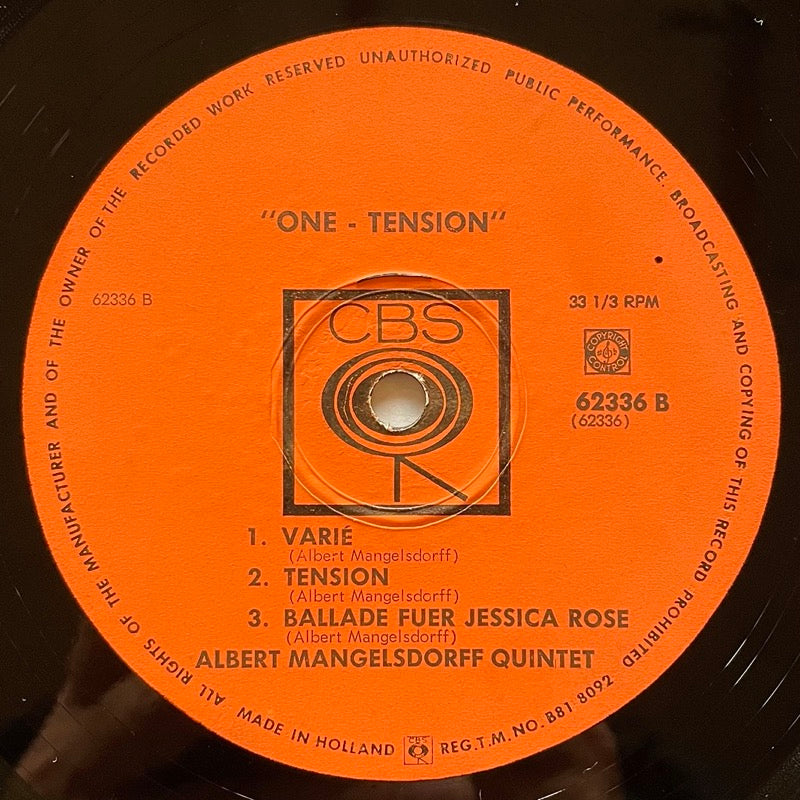 ALL RIGHTS OF THE MANUFACTURER AND OF THE OWNER OF THE RECORDED WORK RESERVED UNAUTHORIZED PUBLIC PERFORMANCE. BROADCASTING AND COPYING OF THIS RECORD PROHIBITED
"ONE - TENSION"
62336 B
33 1/3 RPM
CBS
COPYRIGHT
CONTROL
62336 B
(62336)
1. VARIÉ
(Albert Mangelsdorff)
2. TENSION
(Albert Mangelsdorff)
3. BALLADE FUER JESSICA ROSE
(Albert Mangelsdorff)
ALBERT MANGELSDORFF QUINTET
MADE IN HOLLAND CBS REG.T.M.NO.B81 8092